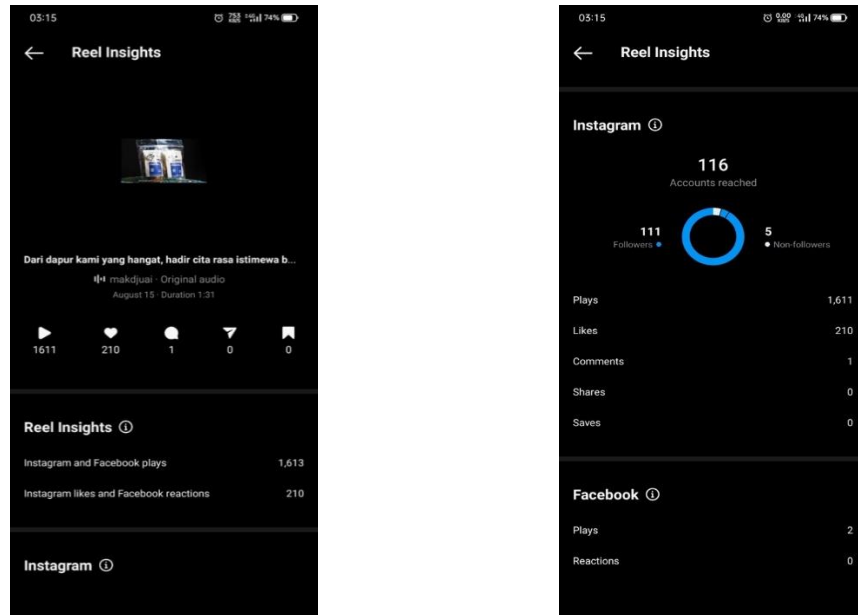 03:15
74%
Reel Insights
Dari dapur kami yang hangat, hadir cita rasa istimewa b...
makdjuai · Original audio
August 15 · Duration 1:31
1611 210 1 0 0
Reel Insights
Instagram and Facebook plays 1,613
Instagram likes and Facebook reactions 210
Instagram
03:15
0.00 74%
Reel Insights
Instagram
116
Accounts reached
111
Followers
5
Non-followers
Plays 1,611
Likes 210
Comments 1
Shares 0
Saves 0
Facebook
Plays 2
Reactions 0